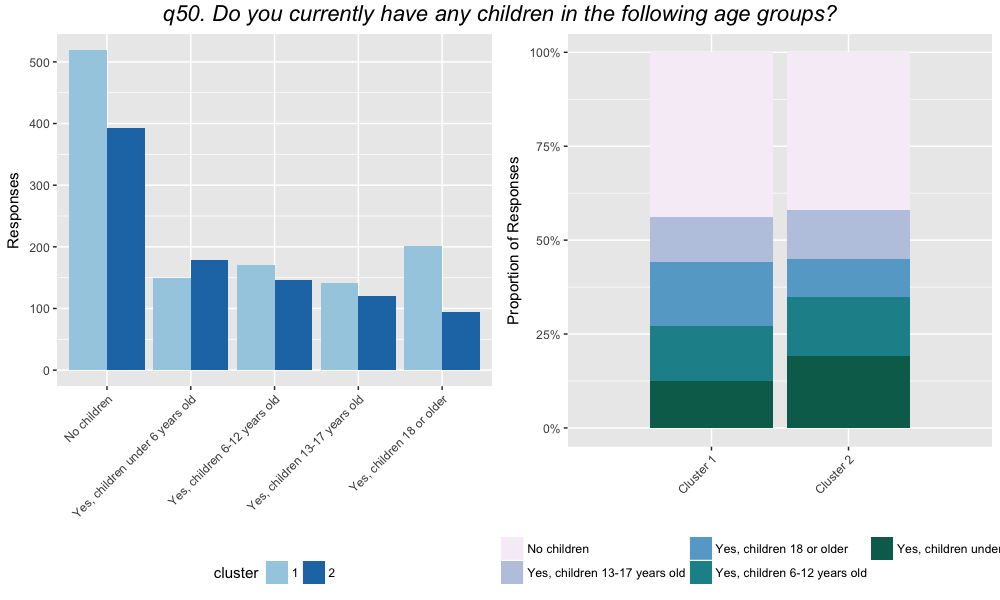 q50. Do you currently have any children in the following age groups?
Responses
500
400
300
200
100
0
No children
Yes, children under 6 years old
Yes, children 6-12 years old
Yes, children 13-17 years old
Yes, children 18 or older
cluster 1 2
Proportion of Responses
100%
75%
50%
25%
0%
Cluster 1
Cluster 2
No children
Yes, children 18 or older
Yes, children under
Yes, children 13-17 years old
Yes, children 6-12 years old